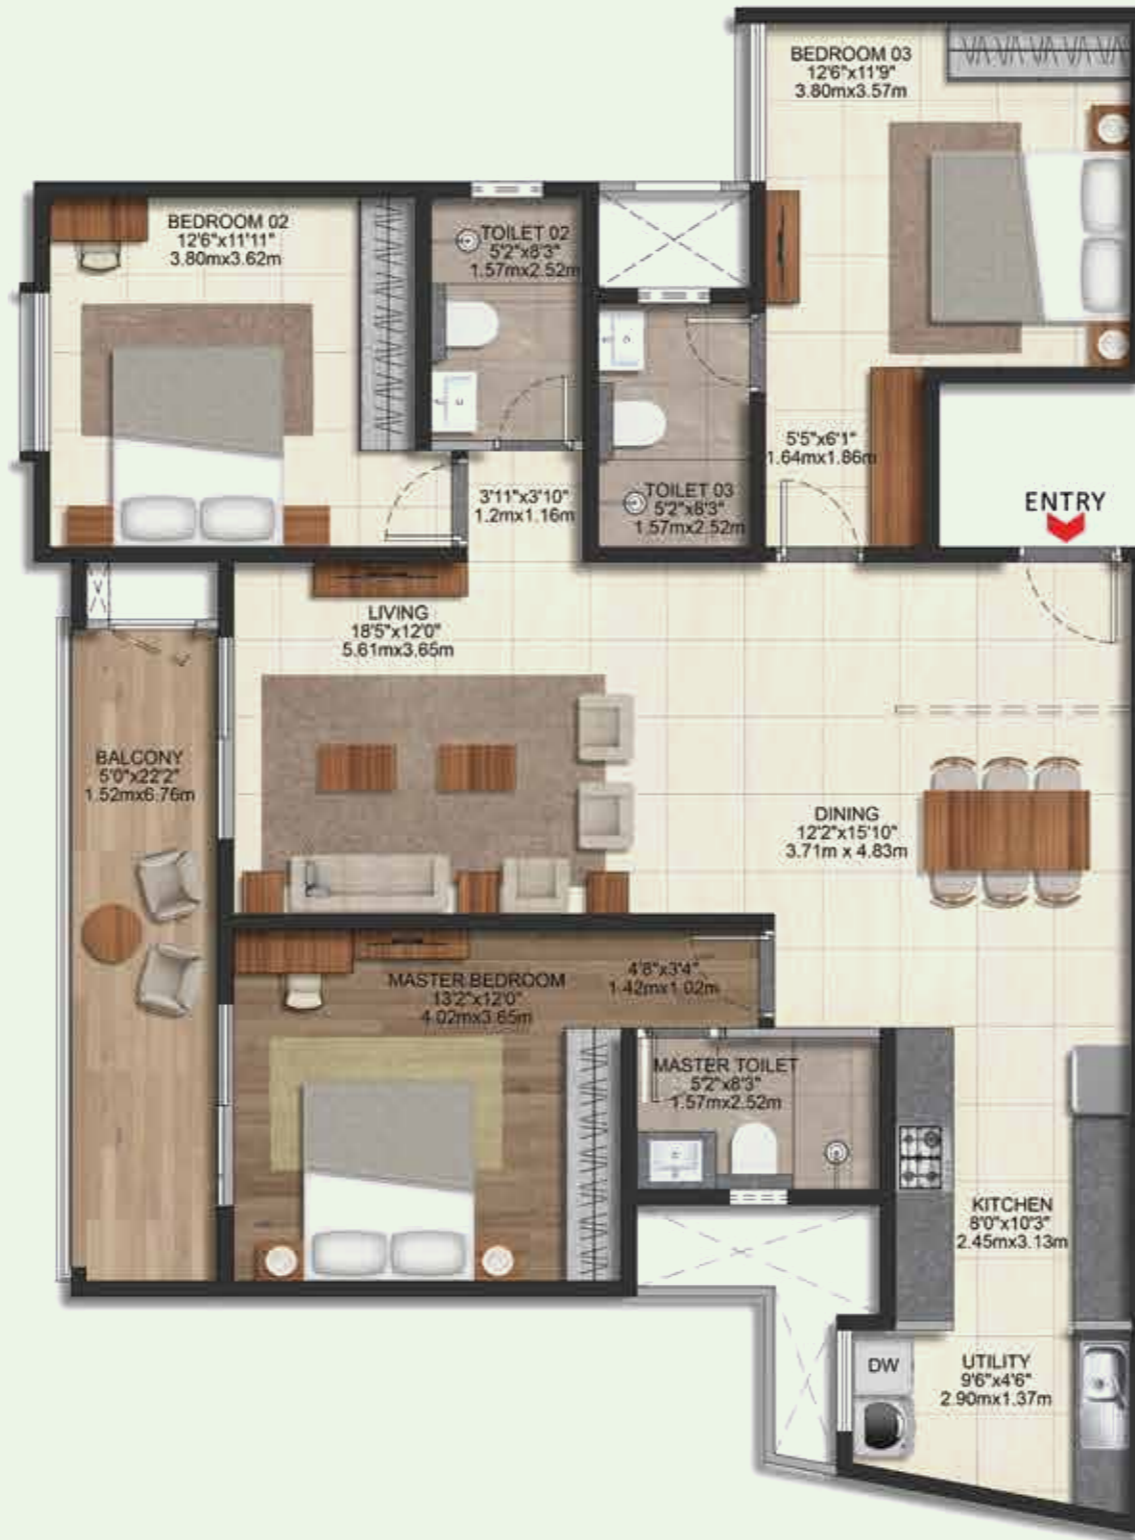 BEDROOM 03
12'6"x11'9"
3.80mx3.57m
BEDROOM 02
12'6"x11'11"
3.80mx3.62m
TOILET 02
5'2"x8'3"
1.57mx2.52m
5'5"x6'1"
1.64mx1.86m
3'11"x3'10"
1.2mx1.16m
TOILET 03
5'2"x8'3"
1.57mx2.52m
ENTRY
LIVING
18'5"x12'0"
5.61mx3.65m
BALCONY
5'0"x22'2"
1.52mx6.76m
DINING
12'2"x15'10"
3.71m x 4.83m
MASTER BEDROOM
13'2"x12'0"
4.02mx3.65m
4'8"x3'4"
1.42mx1.02m
MASTER TOILET
5'2"x8'3"
1.57mx2.52m
KITCHEN
8'0"x10'3"
2.45mx3.13m
DW
UTILITY
9'6"x4'6"
2.90mx1.37m